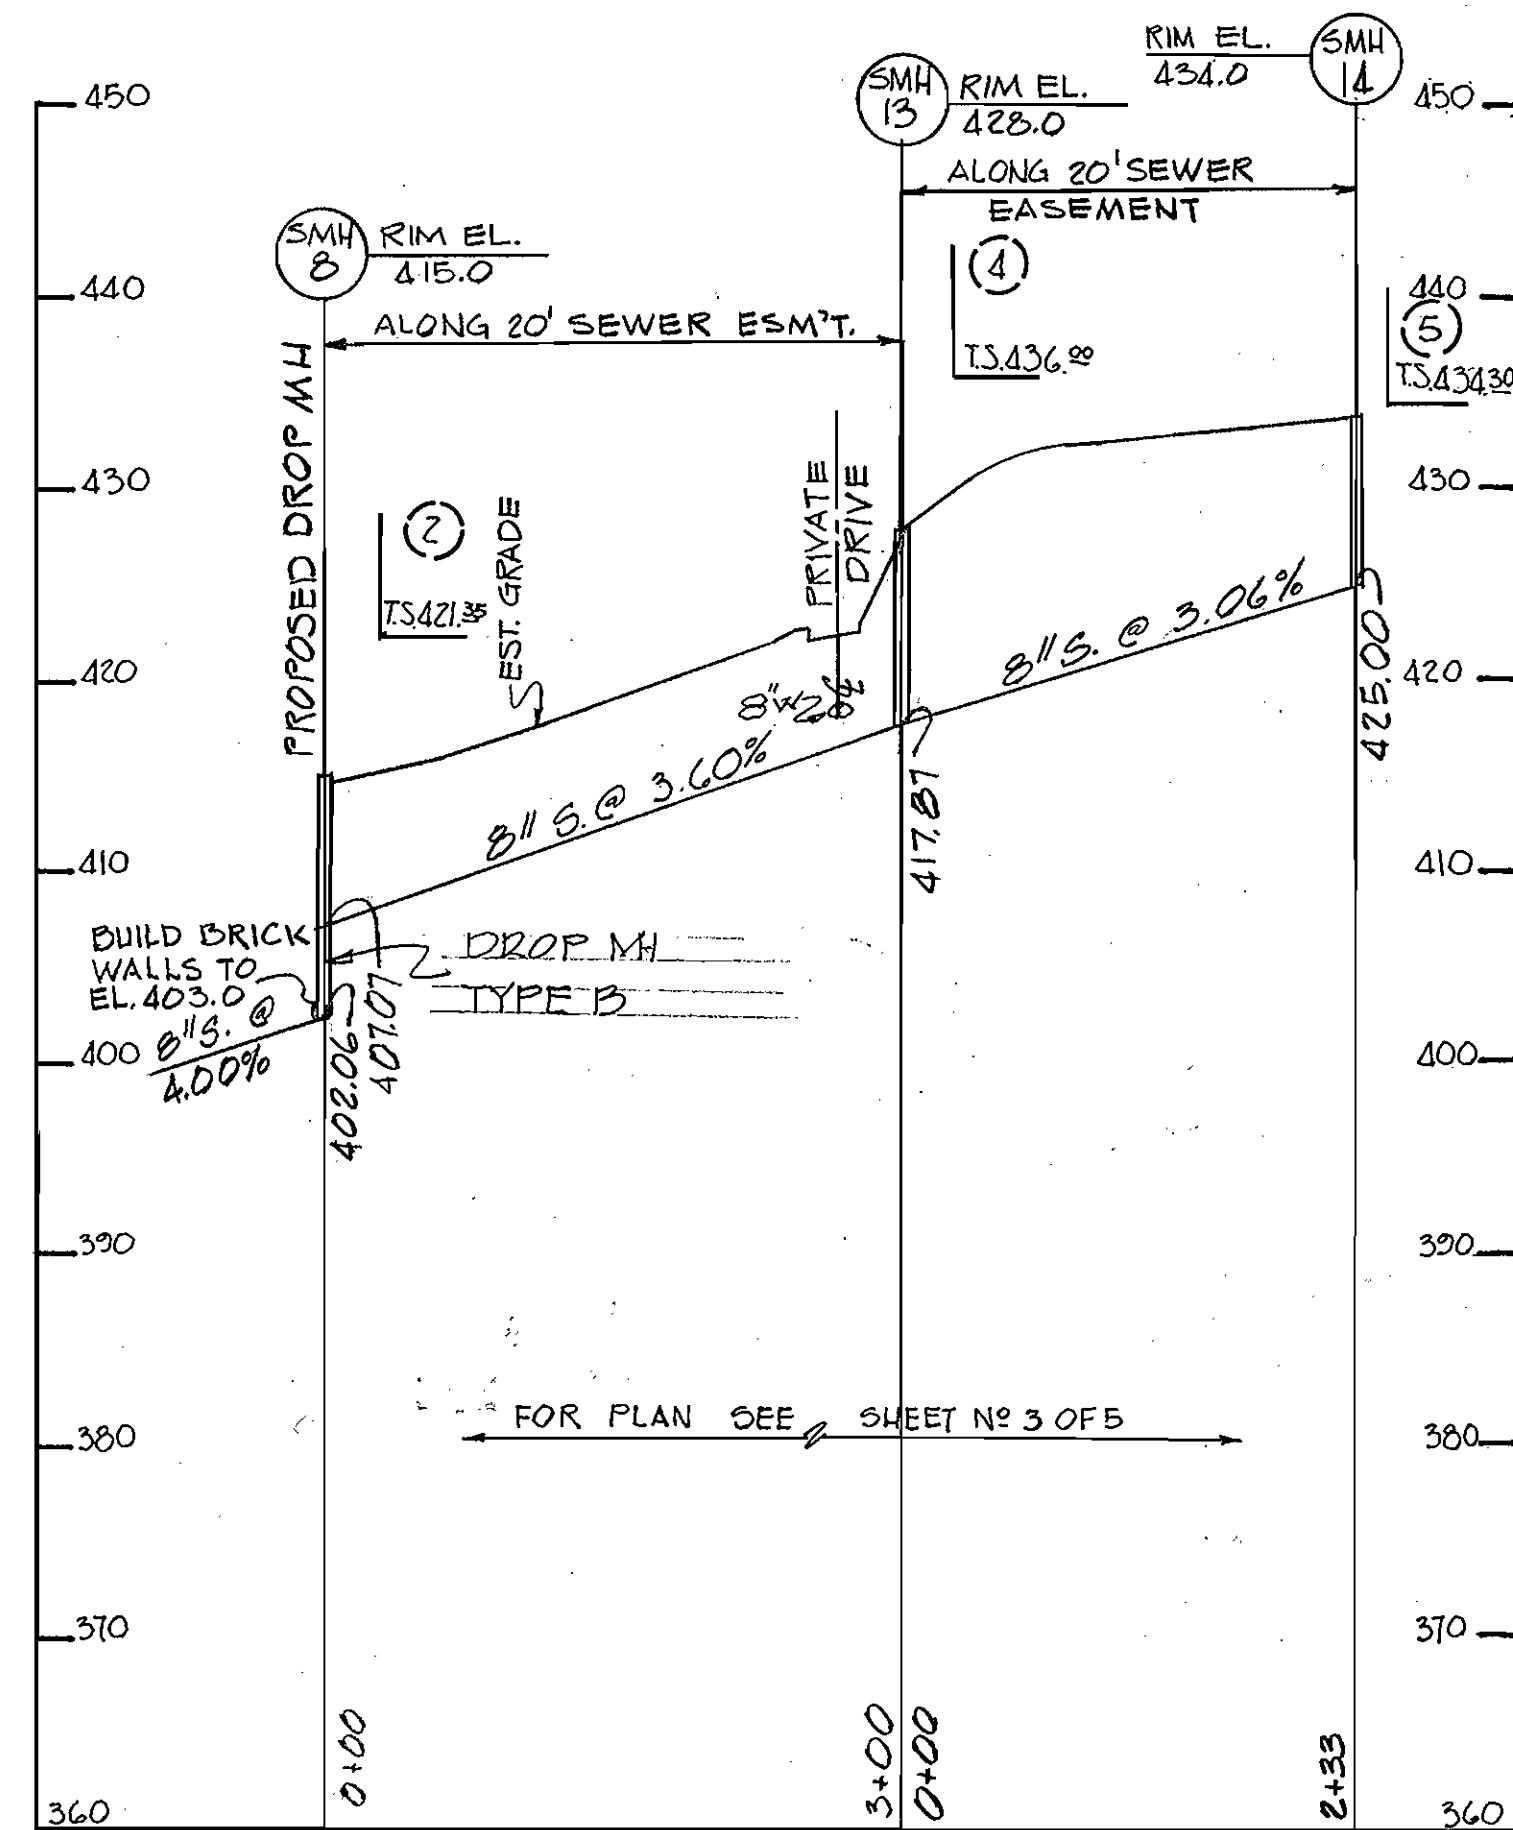 RIM EL.
434.0
SMH
14
SMH
13
RIM EL.
428.0
450
450
ALONG 20' SEWER
EASEMENT
SMH
8
RIM EL.
415.0
4
T.S.436.00
440
440
ALONG 20' SEWER ESM'T.
5
T.S.434.30
PROPOSED DROP MH
2
T.S.421.35
EST. GRADE
PRIVATE
DRIVE
430
430
420
420
8" S. @ 3.06%
425.00
8"W
℄
8" S. @ 3.60%
417.87
410
410
BUILD BRICK
WALLS TO
EL. 403.0
DROP MH
TYPE B
8" S. @
4.00%
402.06
407.07
400
400
390
390
FOR PLAN SEE SHEET Nº 3 OF 5
380
380
370
370
0+00
3+00
0+00
2+33
360
360